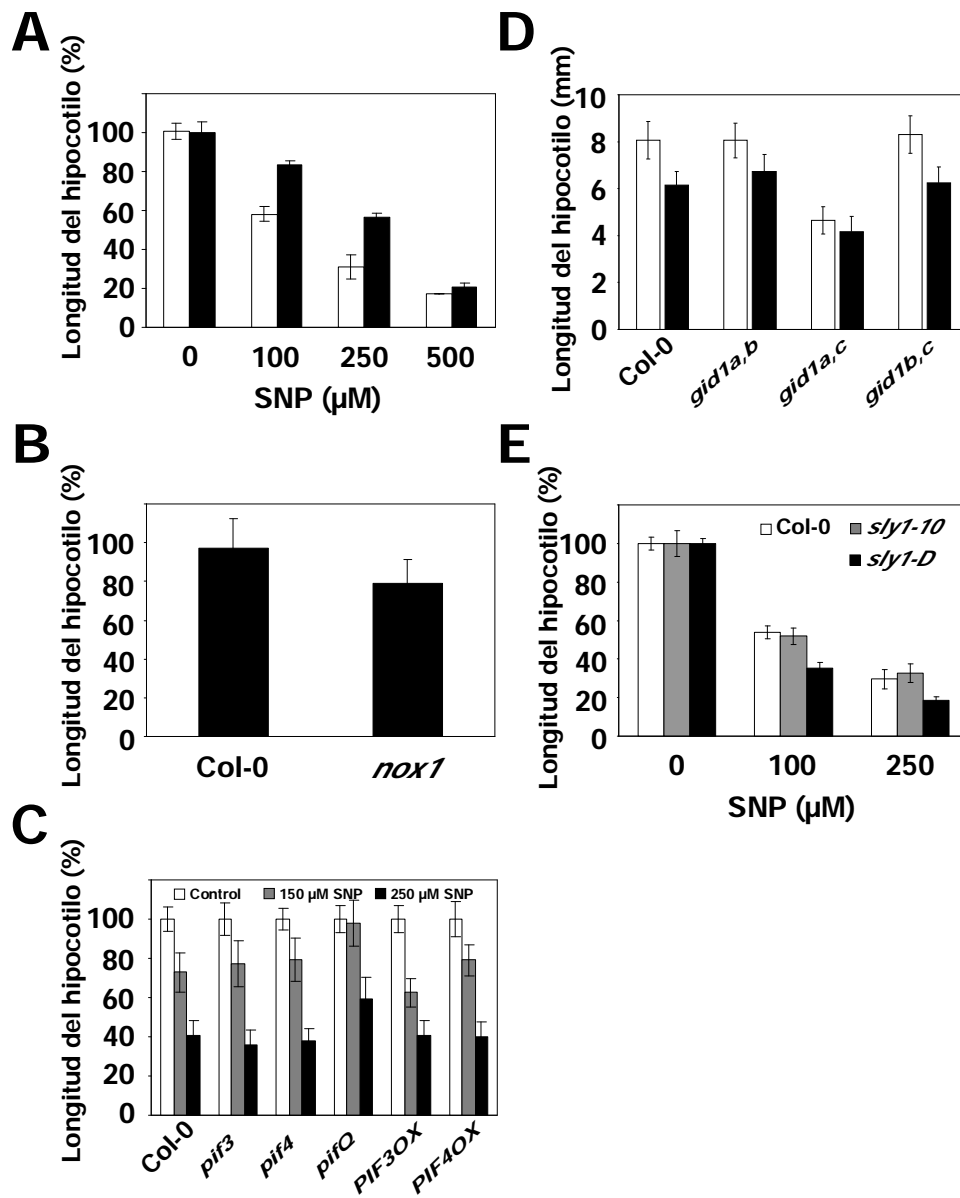 A
Longitud del hipocotilo (%)
100
80
60
40
20
0
0 100 250 500
SNP (µM)
B
Longitud del hipocotilo (%)
100
80
60
40
20
0
Col-0 nox1
C
Longitud del hipocotilo (%)
Control 150 µM SNP 250 µM SNP
100
80
60
40
20
0
Col-0 pif3 pif4 pifQ PIF3OX PIF4OX
D
Longitud del hipocotilo (mm)
10
8
6
4
2
0
Col-0 gid1a,b gid1a,c gid1b,c
E
Longitud del hipocotilo (%)
Col-0 sly1-10
sly1-D
100
80
60
40
20
0
0 100 250
SNP (µM)